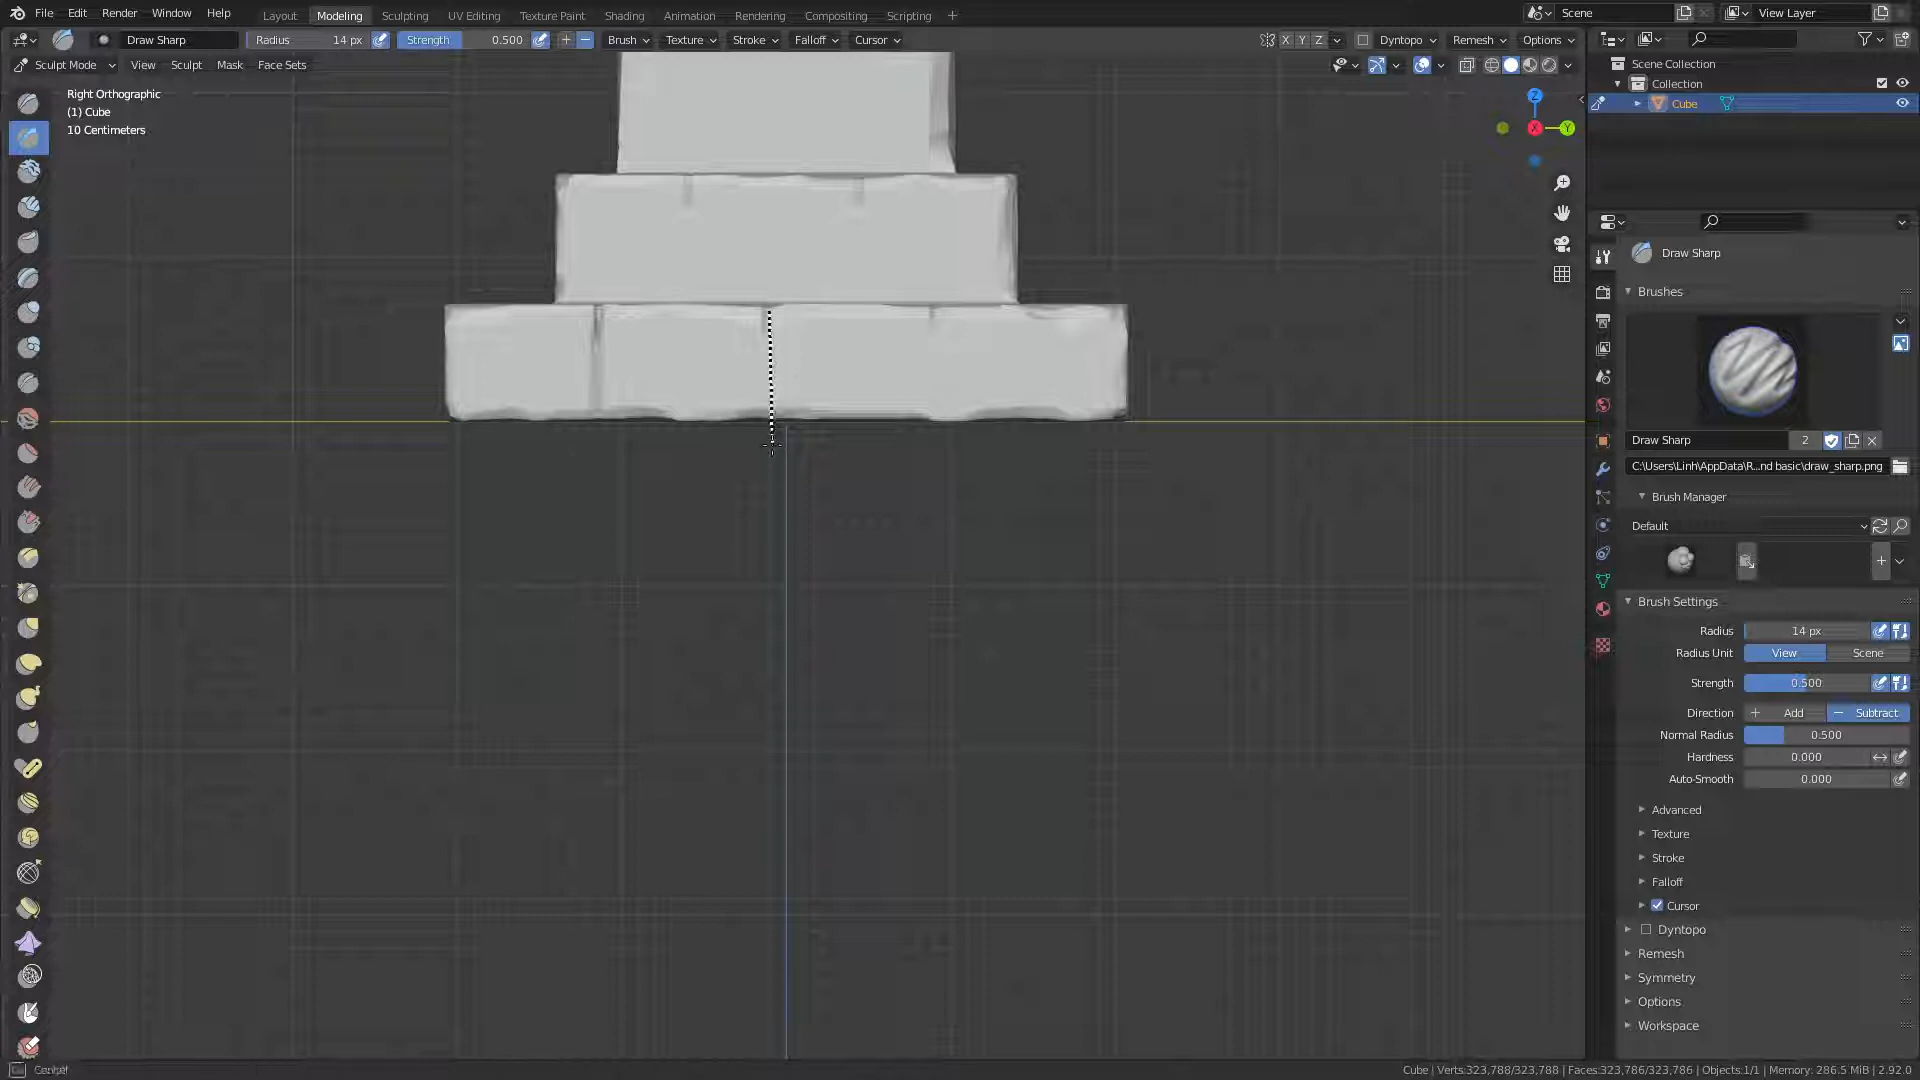 File Edit Render Window Help
Layout Modeling Sculpting UV Editing Texture Paint Shading Animation Rendering Compositing Scripting +
Scene View Layer
Draw Sharp Radius 14 px Strength 0.500 + − Brush Texture Stroke Falloff Cursor
X Y Z Dyntopo Remesh Options
Sculpt Mode View Sculpt Mask Face Sets
Right Orthographic
(1) Cube
10 Centimeters
Z
X
Y
Scene Collection
Collection
Cube
Draw Sharp
Brushes
Draw Sharp 2
C:\Users\Linh\AppData\R...nd basic\draw_sharp.png
Brush Manager
Default
+
Brush Settings
Radius 14 px
Radius Unit View Scene
Strength 0.500
Direction + Add − Subtract
Normal Radius 0.500
Hardness 0.000
Auto-Smooth 0.000
Advanced
Texture
Stroke
Falloff
Cursor
Dyntopo
Remesh
Symmetry
Options
Workspace
Cube | Verts:323,788/323,788 | Faces:323,786/323,786 | Objects:1/1 | Memory: 286.5 MiB | 2.92.0